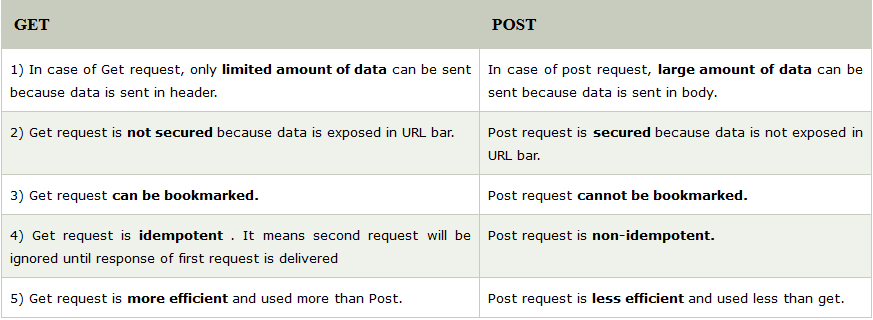 GET
POST
1) In case of Get request, only limited amount of data can be sent
because data is sent in header.
In case of post request, large amount of data can be
sent because data is sent in body.
2) Get request is not secured because data is exposed in URL bar.
Post request is secured because data is not exposed in
URL bar.
3) Get request can be bookmarked.
Post request cannot be bookmarked.
4) Get request is idempotent . It means second request will be
ignored until response of first request is delivered
Post request is non-idempotent.
5) Get request is more efficient and used more than Post.
Post request is less efficient and used less than get.